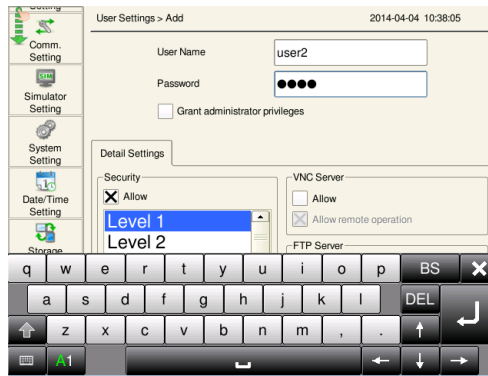 Setting
User Settings > Add
2014-04-04 10:38:05
Comm.
Setting
User Name
user2
Password
●●●●
Grant administrator privileges
SIM
Simulator
Setting
System
Setting
Detail Settings
Security
Allow
Level 1
Level 2
VNC Server
Allow
Allow remote operation
FTP Server
Date/Time
Setting
Storage
q w e r t y u i o p BS X
a s d f g h j k l DEL
z x c v b n m , .
A1